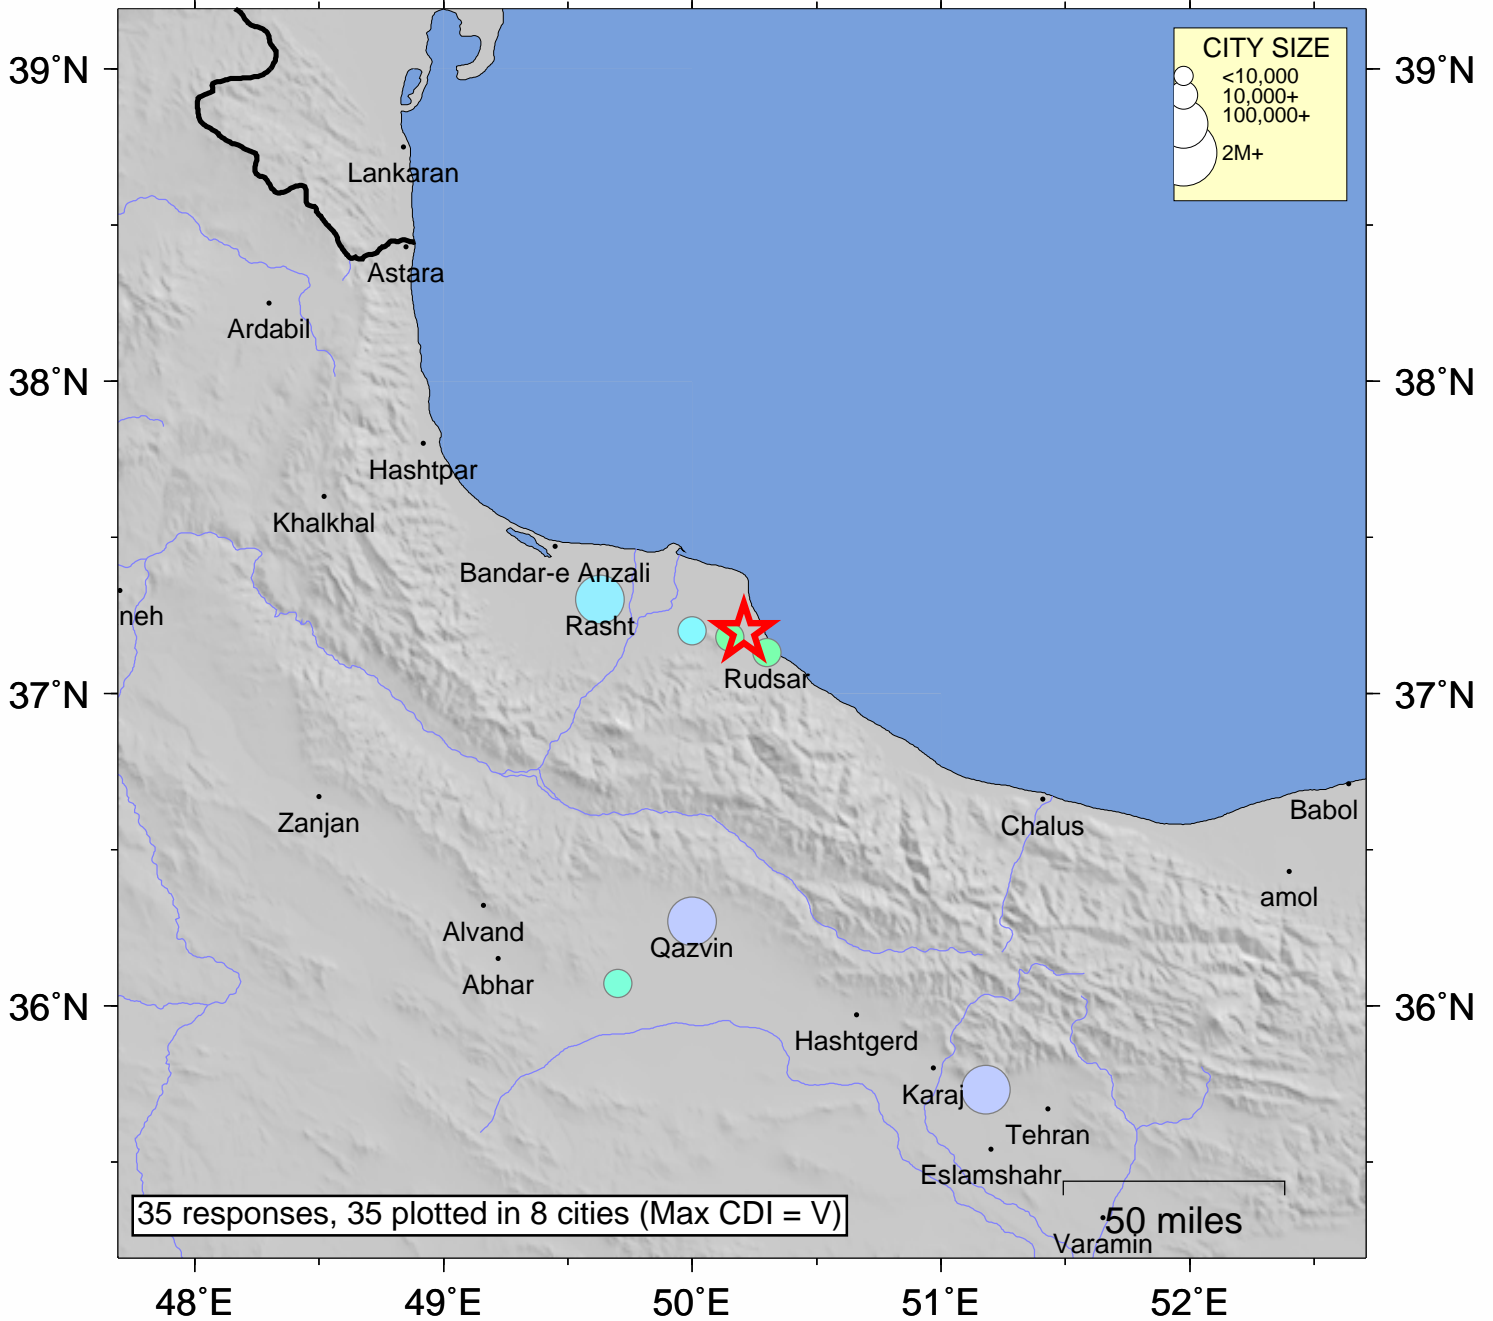 CITY SIZE
<10,000
10,000+
100,000+
2M+
39°N
39°N
Lankaran
Astara
Ardabil
38°N
38°N
Hashtpar
Khalkhal
Bandar-e Anzali
neh
Rasht
Rudsar
37°N
37°N
Zanjan
Chalus
Babol
amol
Alvand
Qazvin
Abhar
36°N
36°N
Hashtgerd
Karaj
Tehran
Eslamshahr
35 responses, 35 plotted in 8 cities (Max CDI = V)
50 miles
Varamin
48°E
49°E
50°E
51°E
52°E